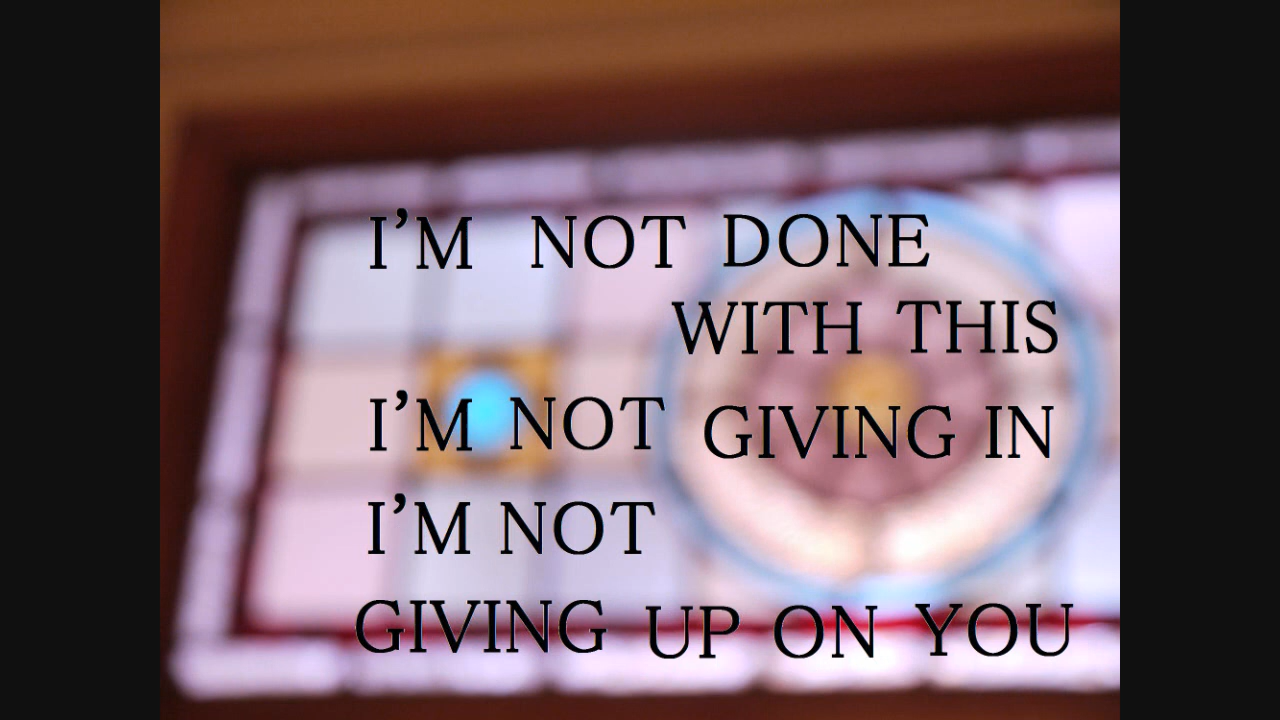 I’M NOT DONE
WITH THIS
I’M NOT GIVING IN
I’M NOT
GIVING UP ON YOU